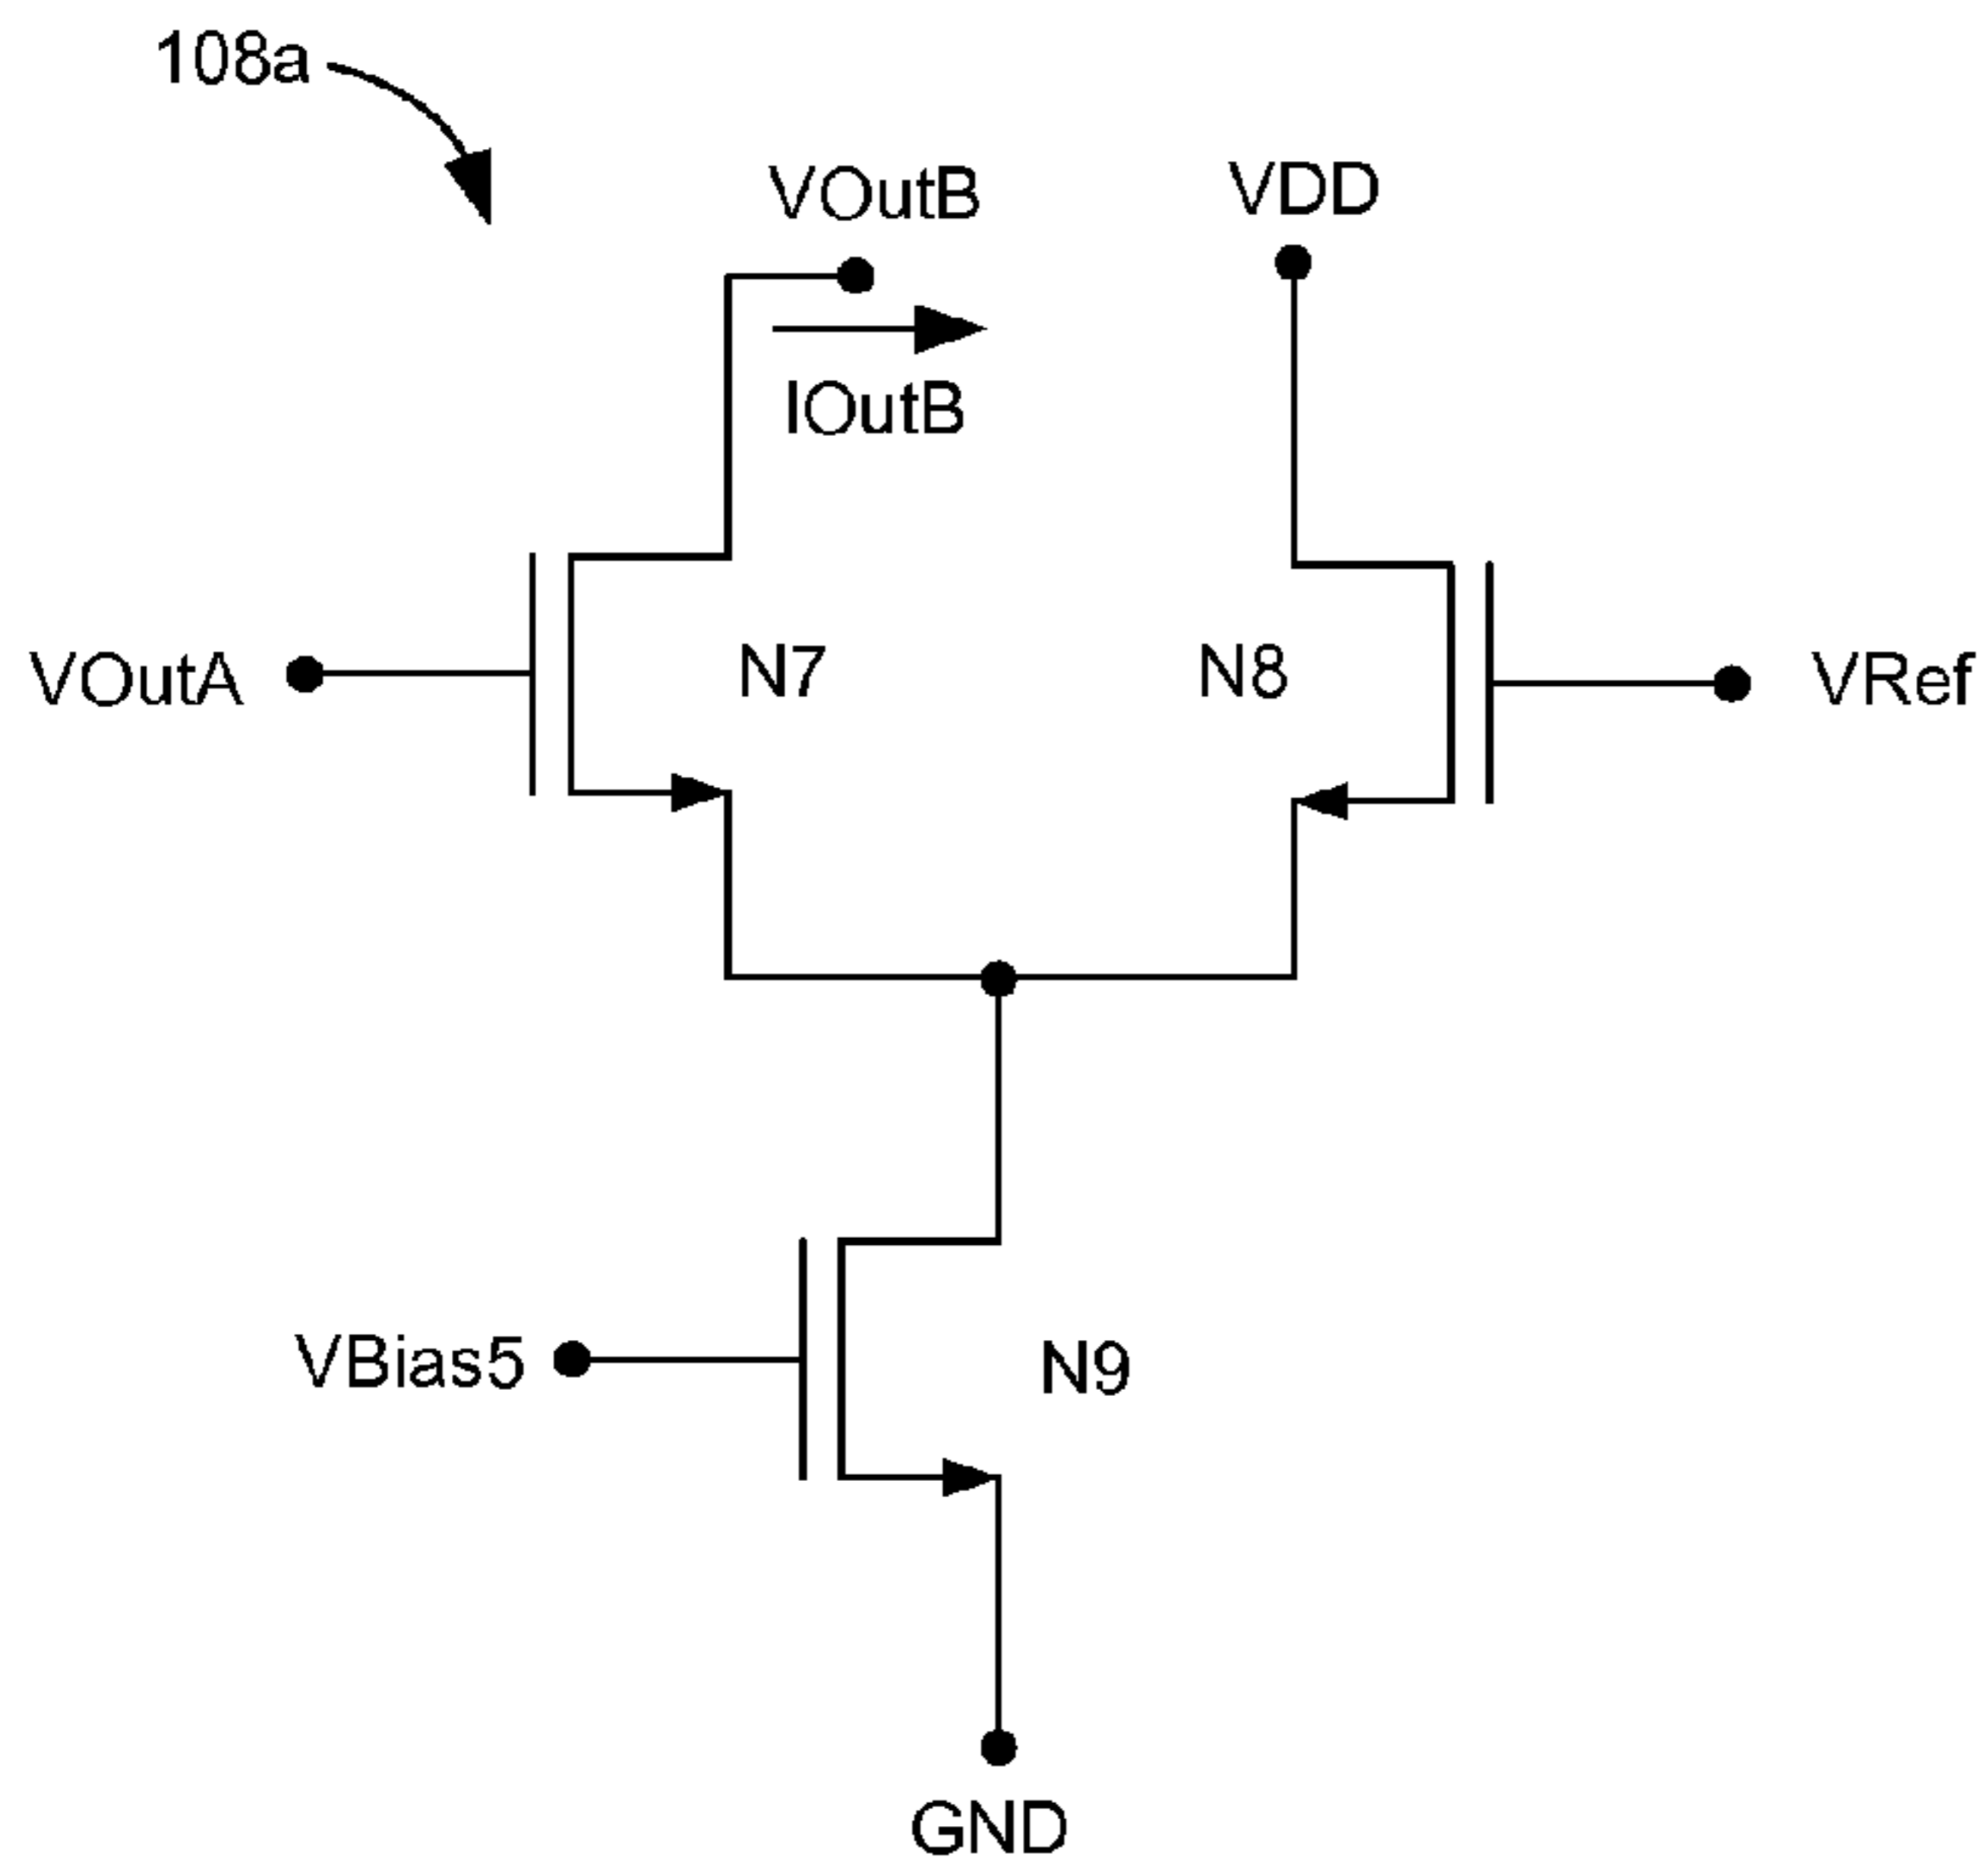 108a
VOutB
VDD
IOutB
VOutA
N7
N8
VRef
VBias5
N9
GND